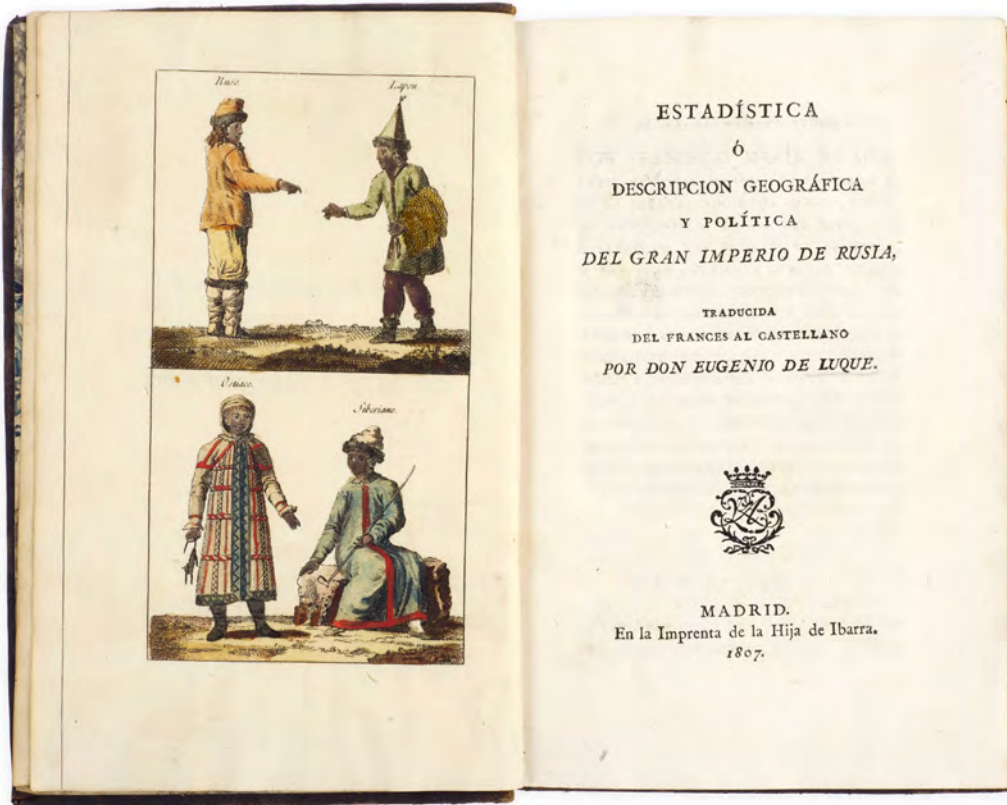 Ruso.
Lapon
Ostiaco.
Siberiano.
ESTADÍSTICA
Ó
DESCRIPCION GEOGRÁFICA
Y POLÍTICA
DEL GRAN IMPERIO DE RUSIA,
TRADUCIDA
DEL FRANCES AL CASTELLANO
POR DON EUGENIO DE LUQUE.
MADRID.
En la Imprenta de la Hija de Ibarra.
1807.